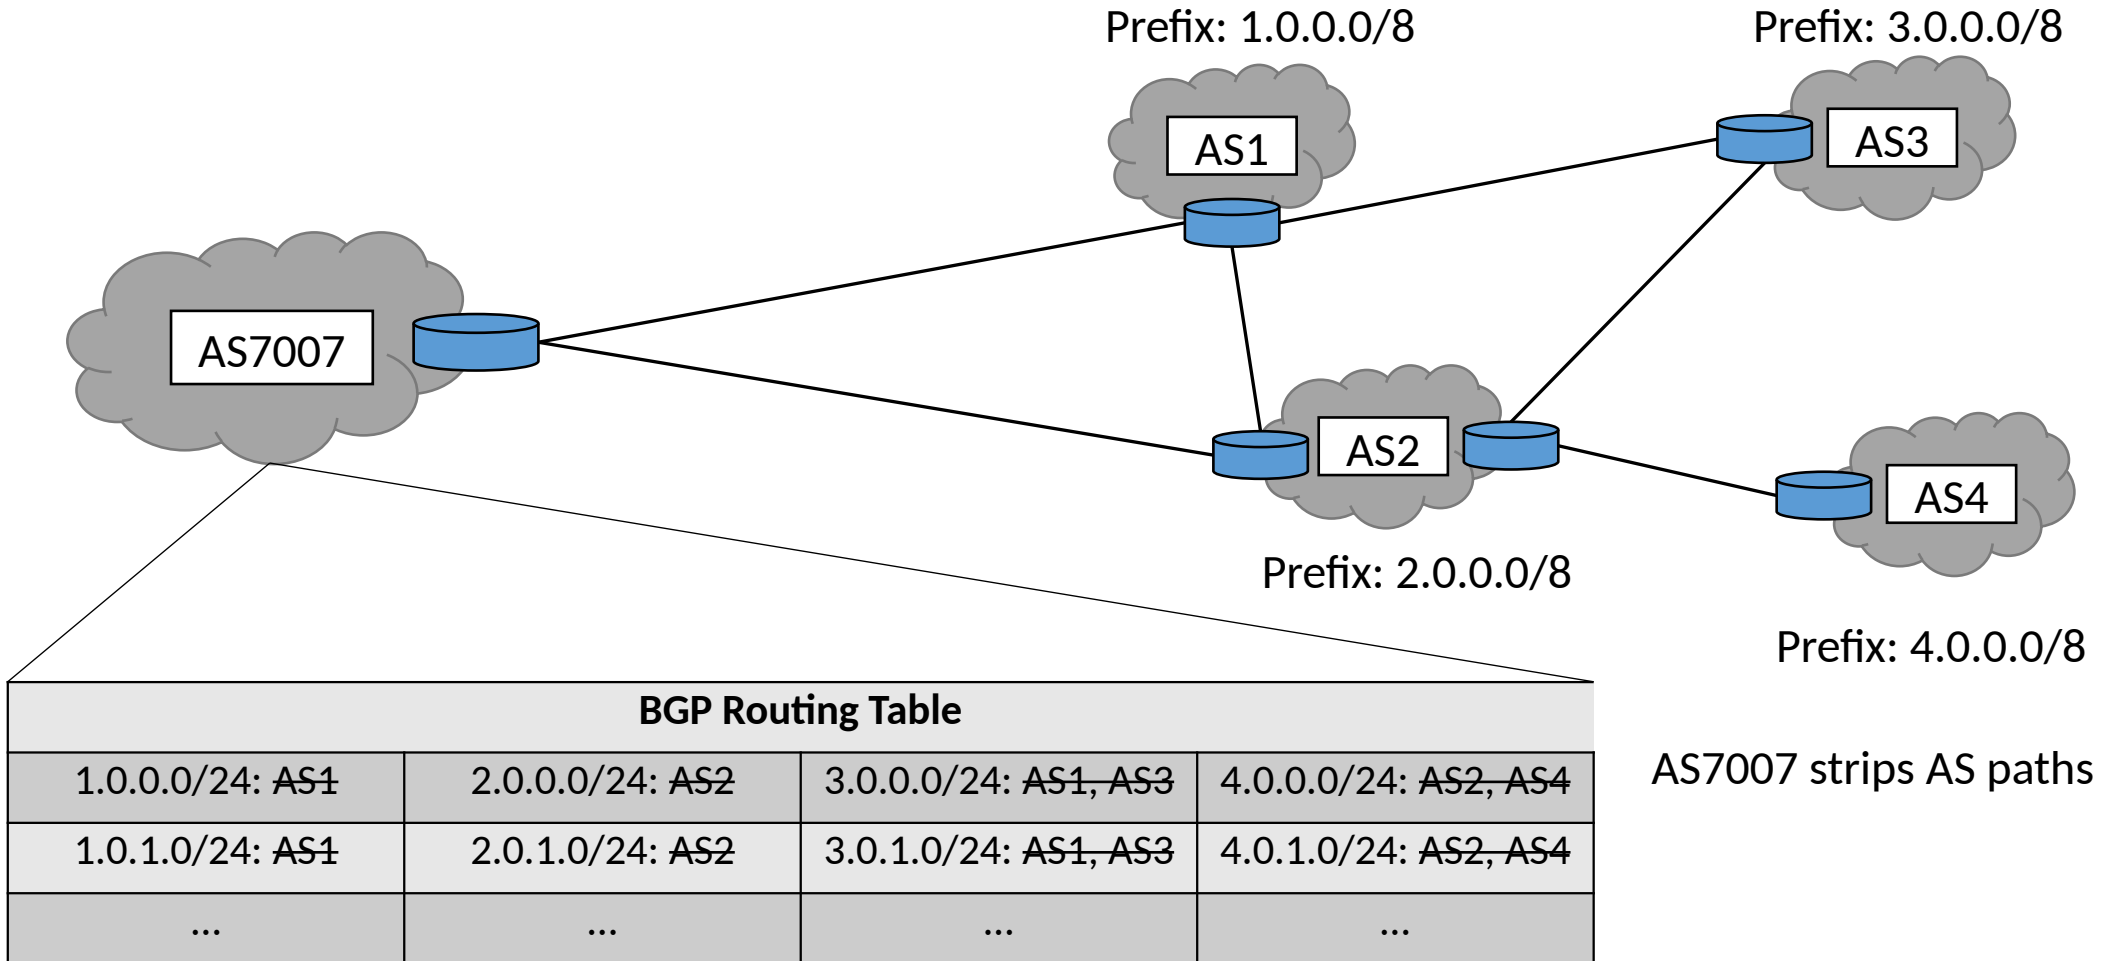 Prefix: 1.0.0.0/8
Prefix: 3.0.0.0/8
AS1
AS3
AS7007
AS2
AS4
Prefix: 2.0.0.0/8
Prefix: 4.0.0.0/8
BGP Routing Table
1.0.0.0/24: AS1
2.0.0.0/24: AS2
3.0.0.0/24: AS1, AS3
4.0.0.0/24: AS2, AS4
AS7007 strips AS paths
1.0.1.0/24: AS1
2.0.1.0/24: AS2
3.0.1.0/24: AS1, AS3
4.0.1.0/24: AS2, AS4
...
...
...
...